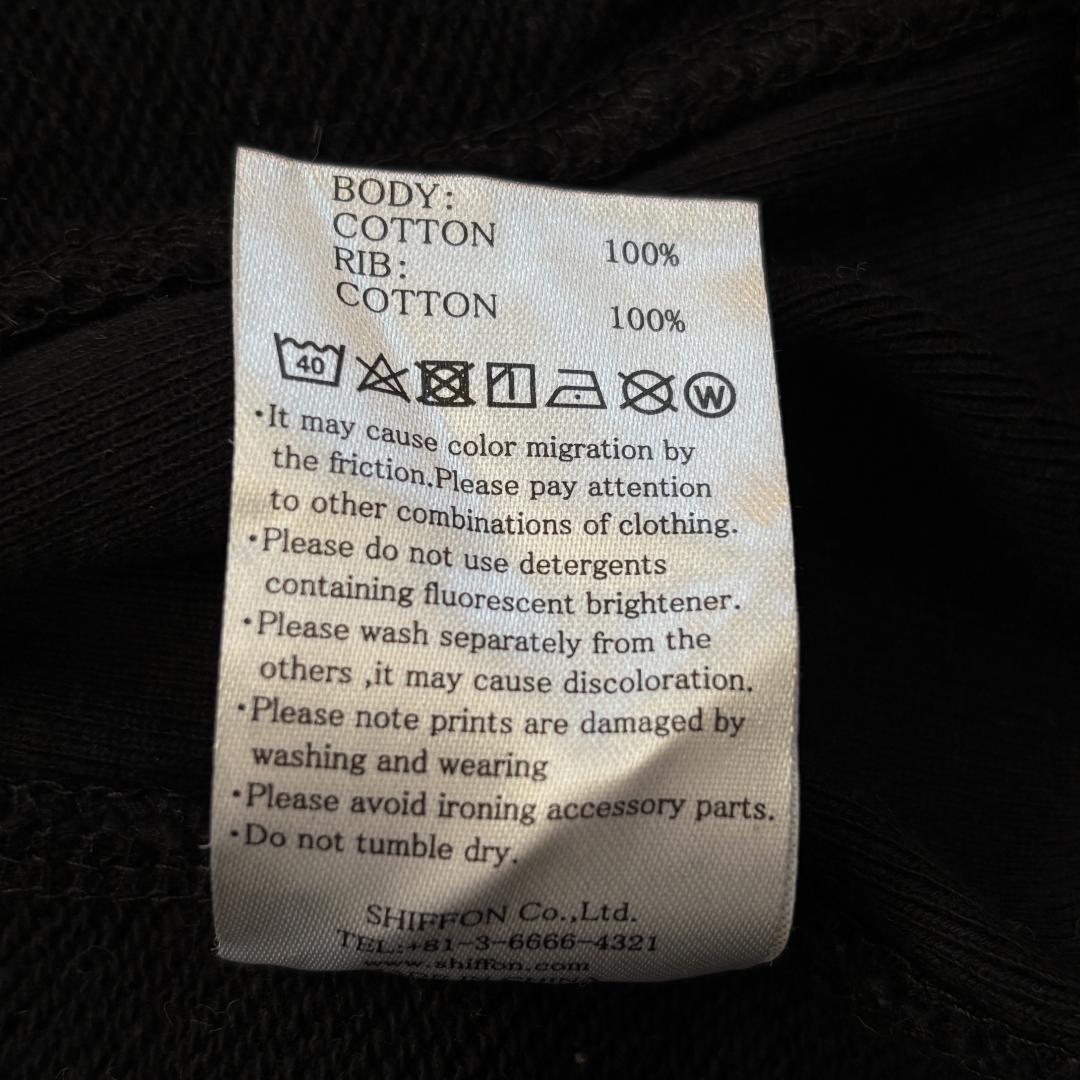 BODY:
COTTON 100%
RIB:
COTTON 100%
40 W
・It may cause color migration by
the friction.Please pay attention
to other combinations of clothing.
・Please do not use detergents
containing fluorescent brightener.
・Please wash separately from the
others ,it may cause discoloration.
・Please note prints are damaged by
washing and wearing
・Please avoid ironing accessory parts.
・Do not tumble dry.
SHIFFON Co.,Ltd.
TEL:+81-3-6666-4321
www.shiffon.com